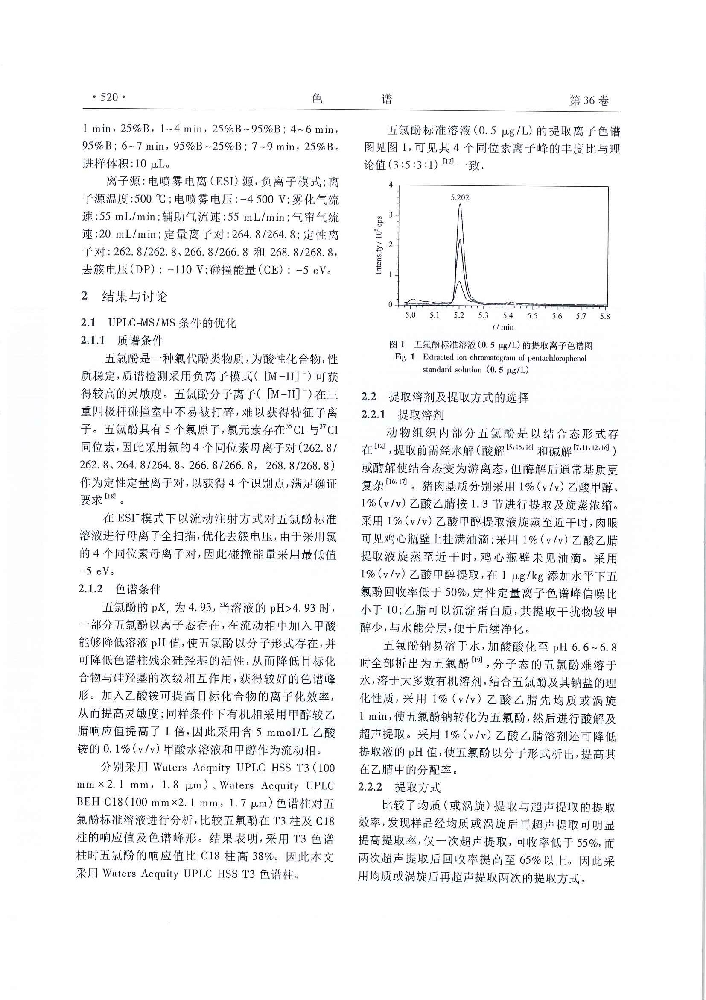 ·520·
色 谱
第 36 卷
1 min, 25%B, 1~4 min, 25%B~95%B; 4~6 min,
95%B; 6~7 min, 95%B~25%B; 7~9 min, 25%B。
进样体积:10 μL。
离子源:电喷雾电离(ESI)源,负离子模式;离
子源温度:500 ℃;电喷雾电压:-4 500 V;雾化气流
速:55 mL/min;辅助气流速:55 mL/min;气帘气流
速:20 mL/min;定量离子对:264.8/264.8;定性离
子对:262.8/262.8、266.8/266.8 和 268.8/268.8,
去簇电压(DP): -110 V;碰撞能量(CE): -5 eV。
2 结果与讨论
2.1 UPLC-MS/MS 条件的优化
2.1.1 质谱条件
五氯酚是一种氯代酚类物质,为酸性化合物,性
质稳定,质谱检测采用负离子模式([M-H]⁻)可获
得较高的灵敏度。五氯酚分子离子([M-H]⁻)在三
重四极杆碰撞室中不易被打碎,难以获得特征子离
子。五氯酚具有 5 个氯原子,氯元素存在³⁵Cl 与³⁷Cl
同位素,因此采用氯的 4 个同位素母离子对(262.8/
262.8、264.8/264.8、266.8/266.8, 268.8/268.8)
作为定性定量离子对,以获得 4 个识别点,满足确证
要求[18]。
在 ESI⁻模式下以流动注射方式对五氯酚标准
溶液进行母离子全扫描,优化去簇电压,由于采用氯
的 4 个同位素母离子对,因此碰撞能量采用最低值
-5 eV。
2.1.2 色谱条件
五氯酚的 pKₐ 为 4.93,当溶液的 pH>4.93 时,
一部分五氯酚以离子态存在,在流动相中加入甲酸
能够降低溶液 pH 值,使五氯酚以分子形式存在,并
可降低色谱柱残余硅羟基的活性,从而降低目标化
合物与硅羟基的次级相互作用,获得较好的色谱峰
形。加入乙酸铵可提高目标化合物的离子化效率,
从而提高灵敏度;同样条件下有机相采用甲醇较乙
腈响应值提高了 1 倍,因此采用含 5 mmol/L 乙酸
铵的 0.1%(v/v)甲酸水溶液和甲醇作为流动相。
分别采用 Waters Acquity UPLC HSS T3(100
mm×2.1 mm, 1.8 μm)、Waters Acquity UPLC
BEH C18(100 mm×2.1 mm, 1.7 μm)色谱柱对五
氯酚标准溶液进行分析,比较五氯酚在 T3 柱及 C18
柱的响应值及色谱峰形。结果表明,采用 T3 色谱
柱时五氯酚的响应值比 C18 柱高 38%。因此本文
采用 Waters Acquity UPLC HSS T3 色谱柱。
五氯酚标准溶液(0.5 μg/L)的提取离子色谱
图见图 1,可见其 4 个同位素离子峰的丰度比与理
论值(3:5:3:1)[12]一致。
4
5.202
3
2
1
0
Intensity / 10⁵ cps
5.0 5.1 5.2 5.3 5.4 5.5 5.6 5.7 5.8
t / min
图 1 五氯酚标准溶液(0.5 μg/L)的提取离子色谱图
Fig. 1 Extracted ion chromatogram of pentachlorophenol
standard solution (0.5 μg/L)
2.2 提取溶剂及提取方式的选择
2.2.1 提取溶剂
动物组织内部分五氯酚是以结合态形式存
在[12],提取前需经水解(酸解[5,15,16]和碱解[7,11,12,16])
或酶解使结合态变为游离态,但酶解后通常基质更
复杂[16,17]。猪肉基质分别采用 1%(v/v)乙酸甲醇、
1%(v/v)乙酸乙腈按 1.3 节进行提取及旋蒸浓缩。
采用 1%(v/v)乙酸甲醇提取液旋蒸至近干时,肉眼
可见鸡心瓶壁上挂满油滴;采用 1%(v/v)乙酸乙腈
提取液旋蒸至近干时,鸡心瓶壁未见油滴。采用
1%(v/v)乙酸甲醇提取,在 1 μg/kg 添加水平下五
氯酚回收率低于 50%,定性定量离子色谱峰信噪比
小于 10;乙腈可以沉淀蛋白质,共提取干扰物较甲
醇少,与水能分层,便于后续净化。
五氯酚钠易溶于水,加酸酸化至 pH 6.6~6.8
时全部析出为五氯酚[19],分子态的五氯酚难溶于
水,溶于大多数有机溶剂,结合五氯酚及其钠盐的理
化性质,采用 1%(v/v)乙酸乙腈先均质或涡旋
1 min,使五氯酚钠转化为五氯酚,然后进行酸解及
超声提取。采用 1%(v/v)乙酸乙腈溶剂还可降低
提取液的 pH 值,使五氯酚以分子形式析出,提高其
在乙腈中的分配率。
2.2.2 提取方式
比较了均质(或涡旋)提取与超声提取的提取
效率,发现样品经均质或涡旋后再超声提取可明显
提高提取率,仅一次超声提取,回收率低于 55%,而
两次超声提取后回收率提高至 65%以上。因此采
用均质或涡旋后再超声提取两次的提取方式。